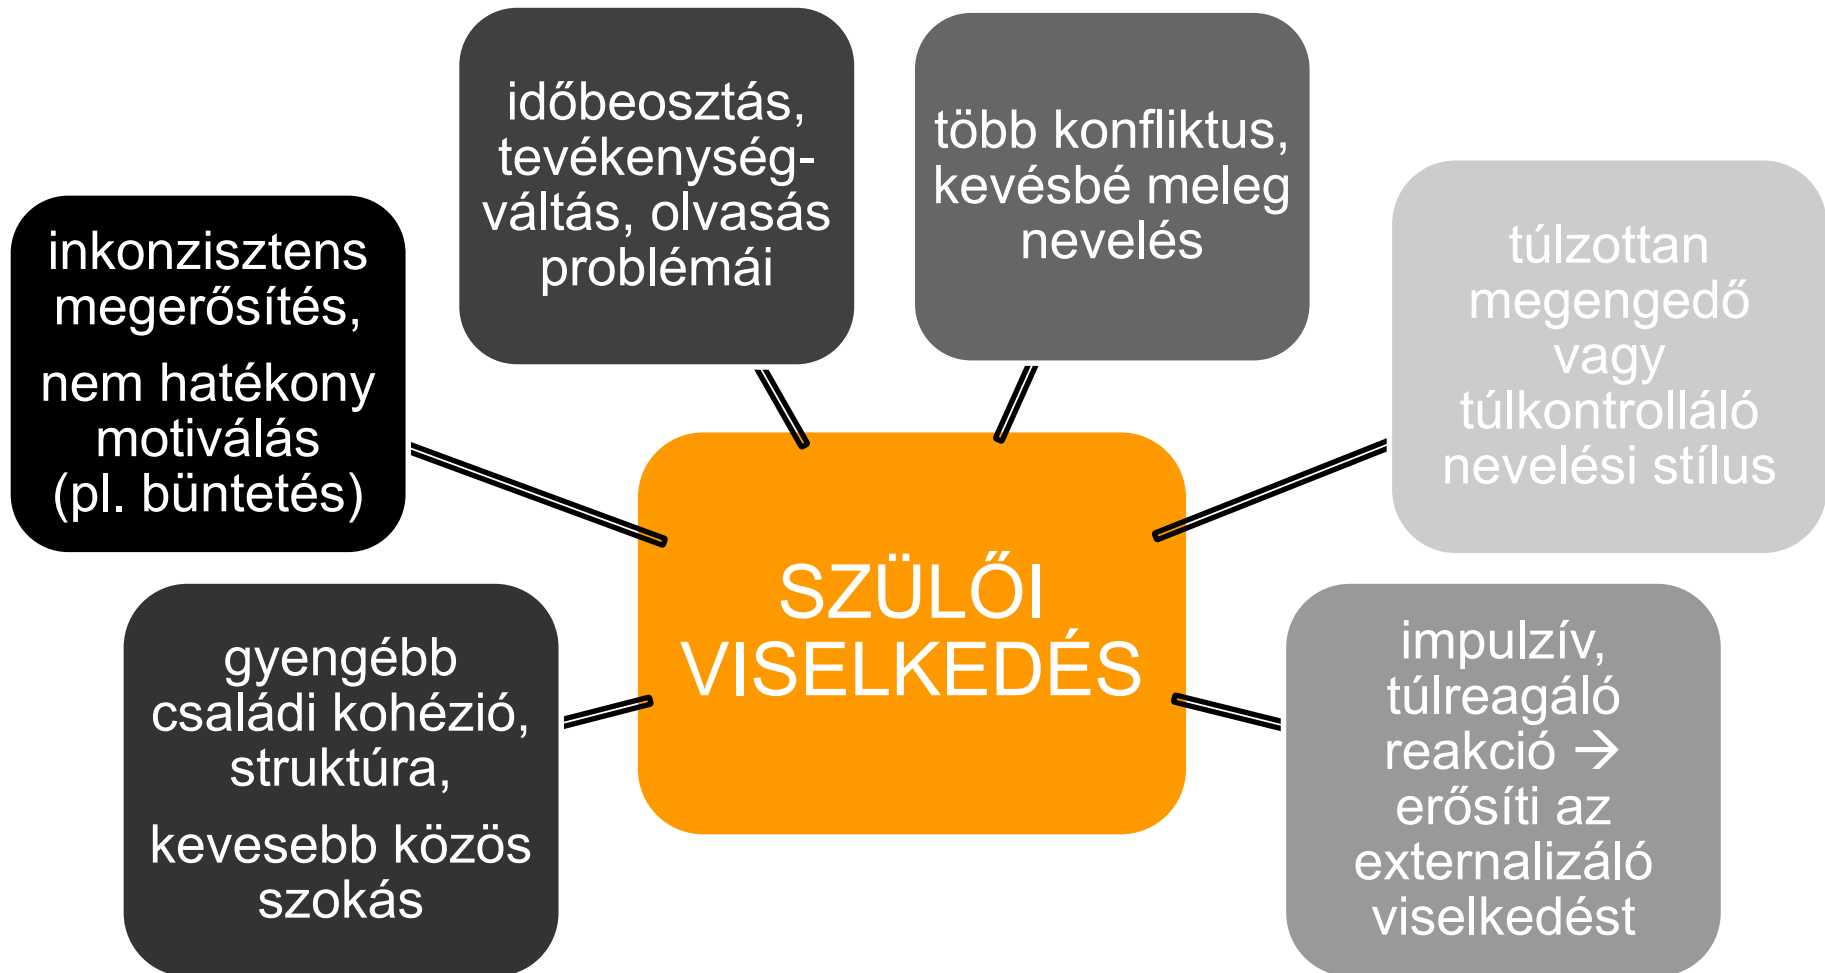 időbeosztás,
tevékenység-
váltás, olvasás
problémái
több konfliktus,
kevésbé meleg
nevelés
inkonzisztens
megerősítés,
nem hatékony
motiválás
(pl. büntetés)
túlzottan
megengedő
vagy
túlkontrolláló
nevelési stílus
SZÜLŐI
VISELKEDÉS
gyengébb
családi kohézió,
struktúra,
kevesebb közös
szokás
impulzív,
túlreagáló
reakció →
erősíti az
externalizáló
viselkedést